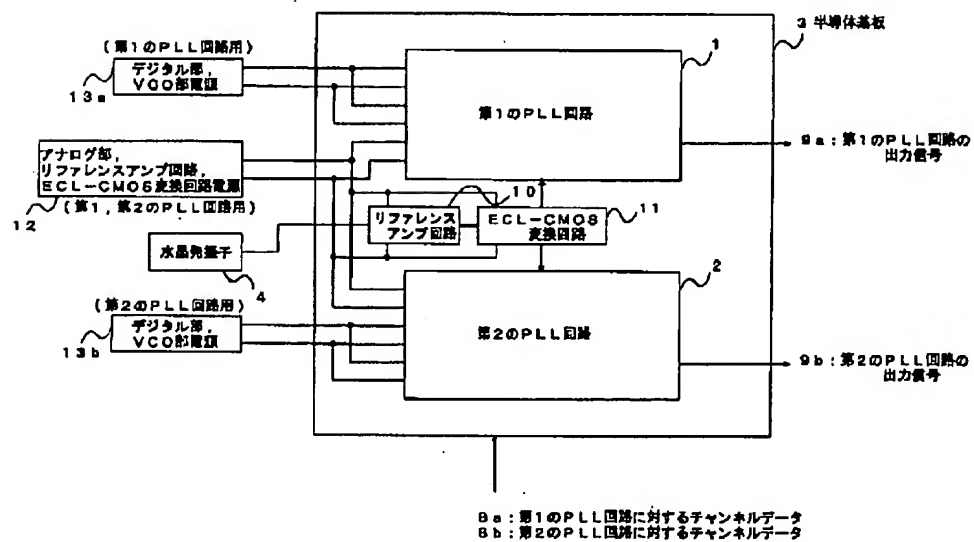 3 半導体基板
(第1のPLL回路用)
1
デジタル部,
VCO部電源
13a
第1のPLL回路
9a:第1のPLL回路の
出力信号
アナログ部,
リファレンスアンプ回路,
ECL-CMOS変換回路電源
12
(第1,第2のPLL回路用)
10
リファレンス
アンプ回路
ECL-CMOS
変換回路
11
水晶発振子
4
2
(第2のPLL回路用)
デジタル部,
VCO部電源
13b
第2のPLL回路
9b:第2のPLL回路の
出力信号
8a:第1のPLL回路に対するチャンネルデータ
8b:第2のPLL回路に対するチャンネルデータ